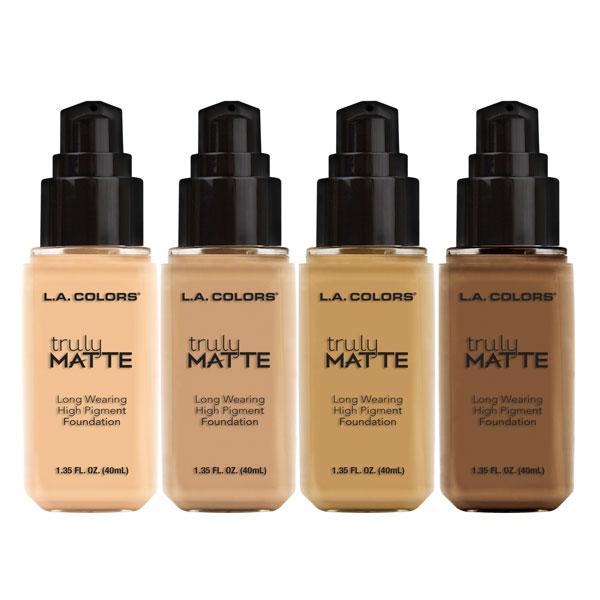 L.A. COLORS®
truly
MATTE
Long Wearing
High Pigment
Foundation
1.35 FL. OZ. (40mL)
L.A. COLORS®
truly
MATTE
Long Wearing
High Pigment
Foundation
1.35 FL. OZ. (40mL)
L.A. COLORS®
truly
MATTE
Long Wearing
High Pigment
Foundation
1.35 FL. OZ. (40mL)
L.A. COLORS®
truly
MATTE
Long Wearing
High Pigment
Foundation
1.35 FL. OZ. (40mL)